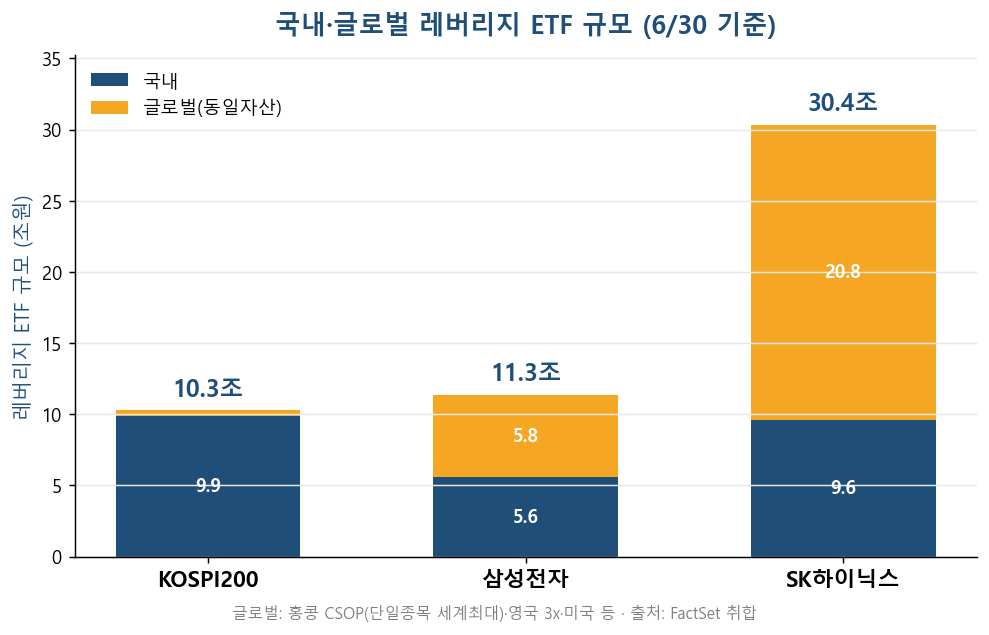 국내·글로벌 레버리지 ETF 규모 (6/30 기준)
레버리지 ETF 규모 (조원)
35
30
25
20
15
10
5
0
국내
글로벌(동일자산)
10.3조
9.9
11.3조
5.8
5.6
30.4조
20.8
9.6
KOSPI200
삼성전자
SK하이닉스
글로벌: 홍콩 CSOP(단일종목 세계최대)·영국 3x·미국 등 · 출처: FactSet 취합